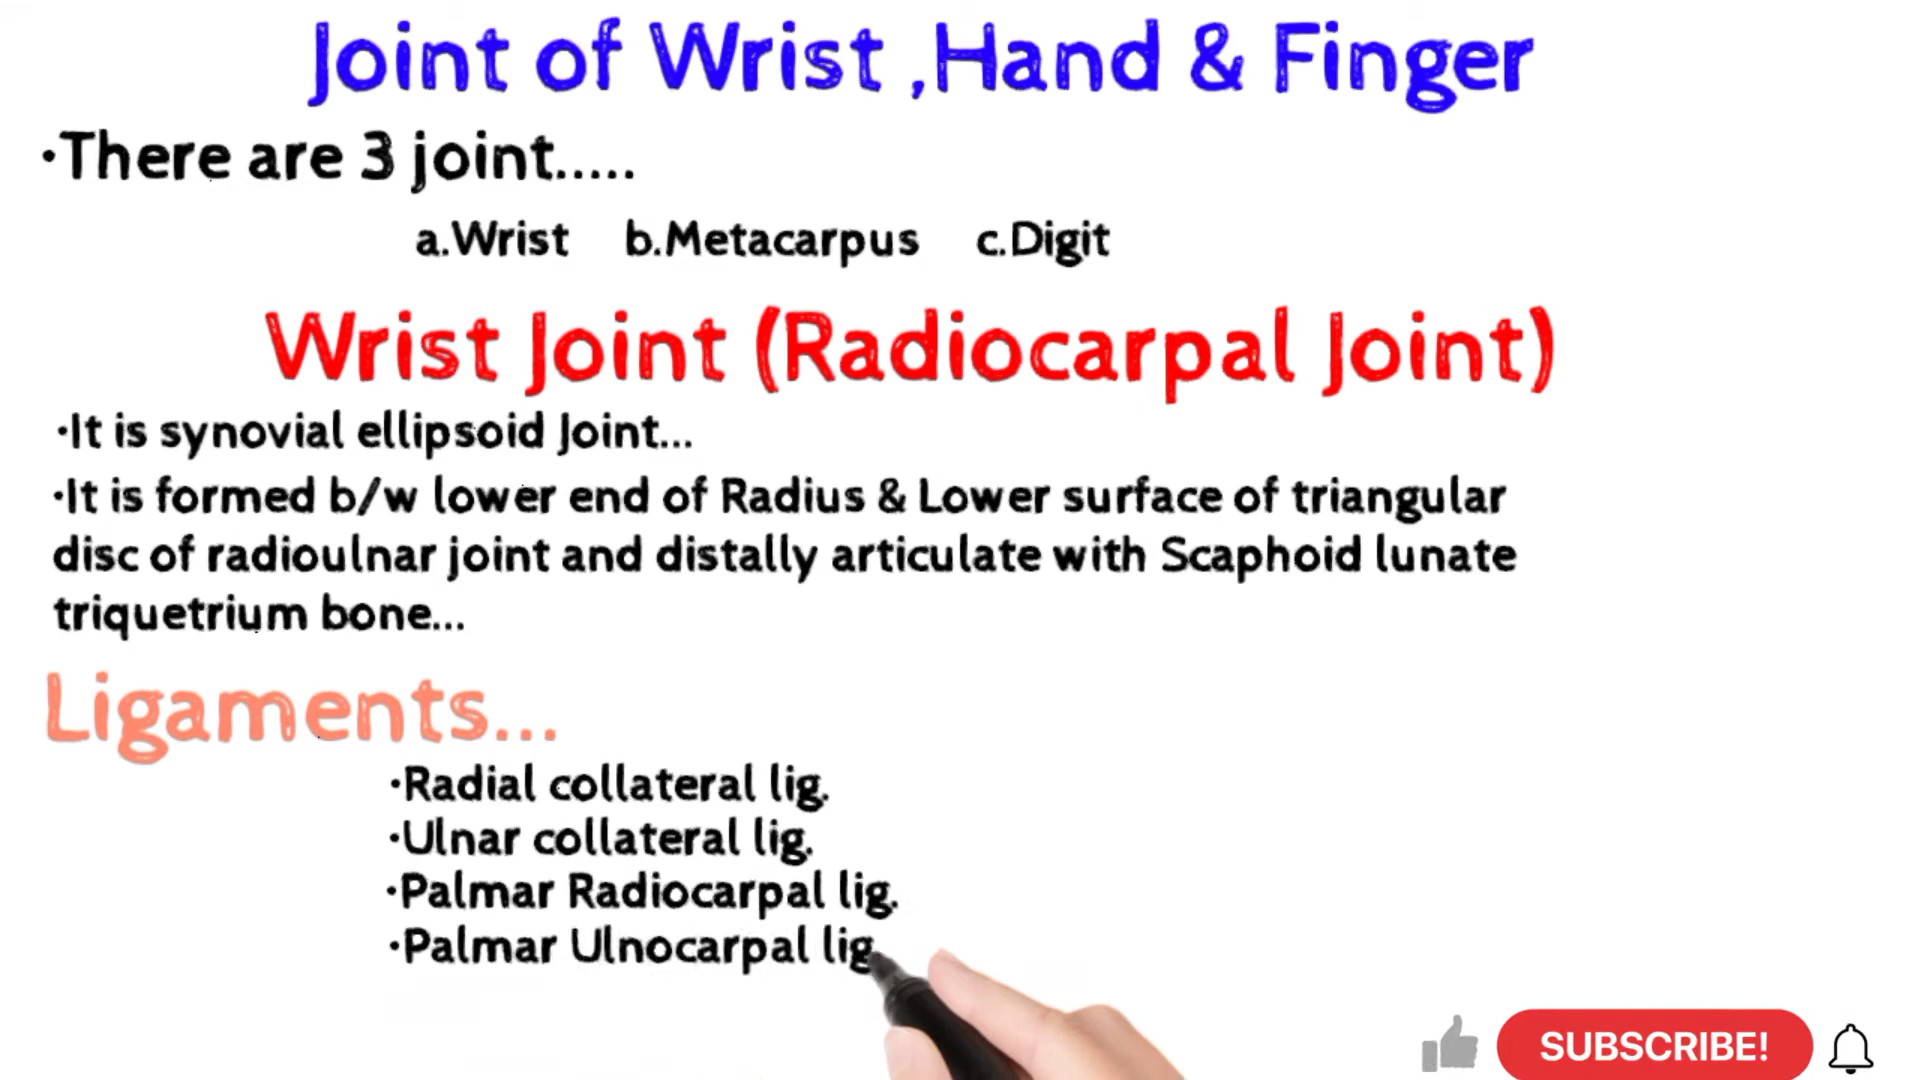 Joint of Wrist ,Hand & Finger
•There are 3 joint.....
a.Wrist b.Metacarpus c.Digit
Wrist Joint (Radiocarpal Joint)
•It is synovial ellipsoid Joint...
•It is formed b/w lower end of Radius & Lower surface of triangular
disc of radioulnar joint and distally articulate with Scaphoid lunate
triquetrium bone...
Ligaments...
•Radial collateral lig.
•Ulnar collateral lig.
•Palmar Radiocarpal lig.
•Palmar Ulnocarpal lig
SUBSCRIBE!